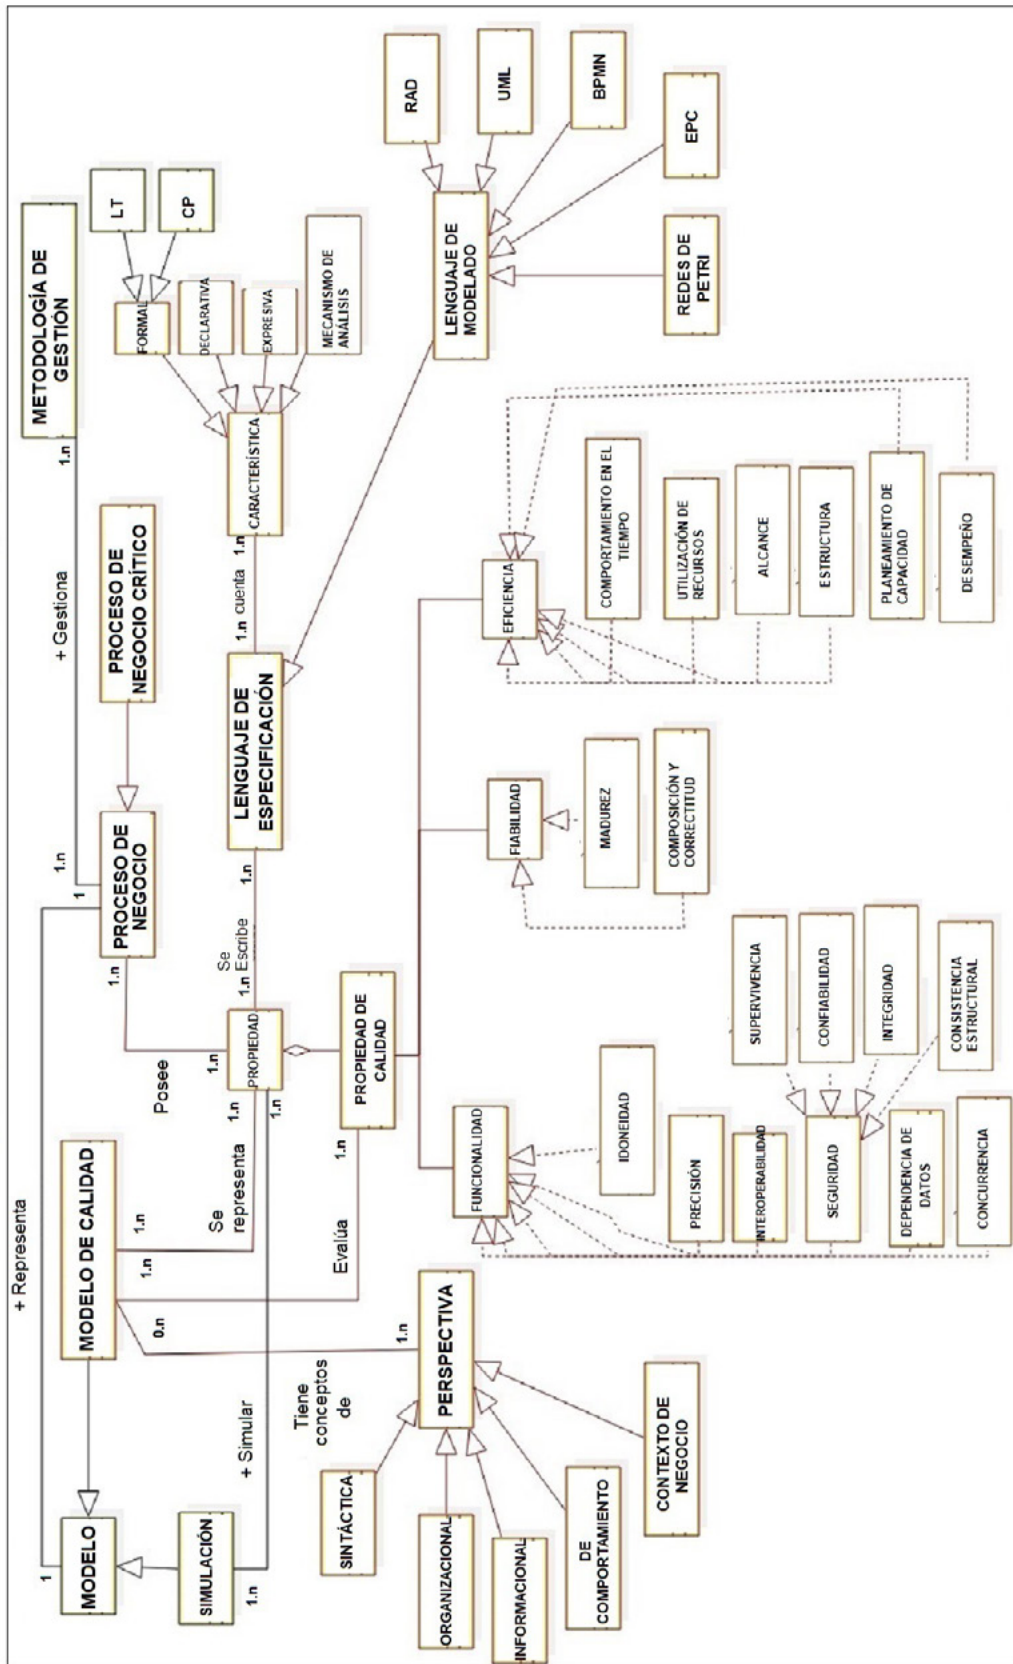 + Representa
+ Gestiona
1
1
1.n
1.n
MODELO
MODELO DE CALIDAD
PROCESO DE
NEGOCIO
PROCESO DE
NEGOCIO CRÍTICO
METODOLOGÍA DE
GESTIÓN
SIMULACIÓN
1.n
+ Simular
1.n
1.n
0.n
Se
representa
Evalúa
Posee
1.n
1.n
1.n
1.n
PROPIEDAD
1.n
Se
Escribe
1.n
LENGUAJE DE
ESPECIFICACIÓN
1.n cuenta
1.n
CARACTERÍSTICA
FORMAL
LT
CP
DECLARATIVA
EXPRESIVA
MECANISMO DE
ANÁLISIS
1.n
PROPIEDAD DE
CALIDAD
Tiene
conceptos
de
1.n
PERSPECTIVA
SINTÁCTICA
ORGANIZACIONAL
INFORMACIONAL
DE
COMPORTAMIENTO
CONTEXTO DE
NEGOCIO
LENGUAJE DE
MODELADO
RAD
UML
BPMN
EPC
REDES DE
PETRI
FUNCIONALIDAD
IDONEIDAD
PRECISIÓN
INTEROPERABILIDAD
SEGURIDAD
DEPENDENCIA DE
DATOS
CONCURRENCIA
SUPERVIVENCIA
CONFIABILIDAD
INTEGRIDAD
CONSISTENCIA
ESTRUCTURAL
FIABILIDAD
MADUREZ
COMPOSICIÓN Y
CORRECTITUD
EFICIENCIA
COMPORTAMIENTO EN EL
TIEMPO
UTILIZACIÓN DE
RECURSOS
ALCANCE
ESTRUCTURA
PLANEAMIENTO DE
CAPACIDAD
DESEMPEÑO